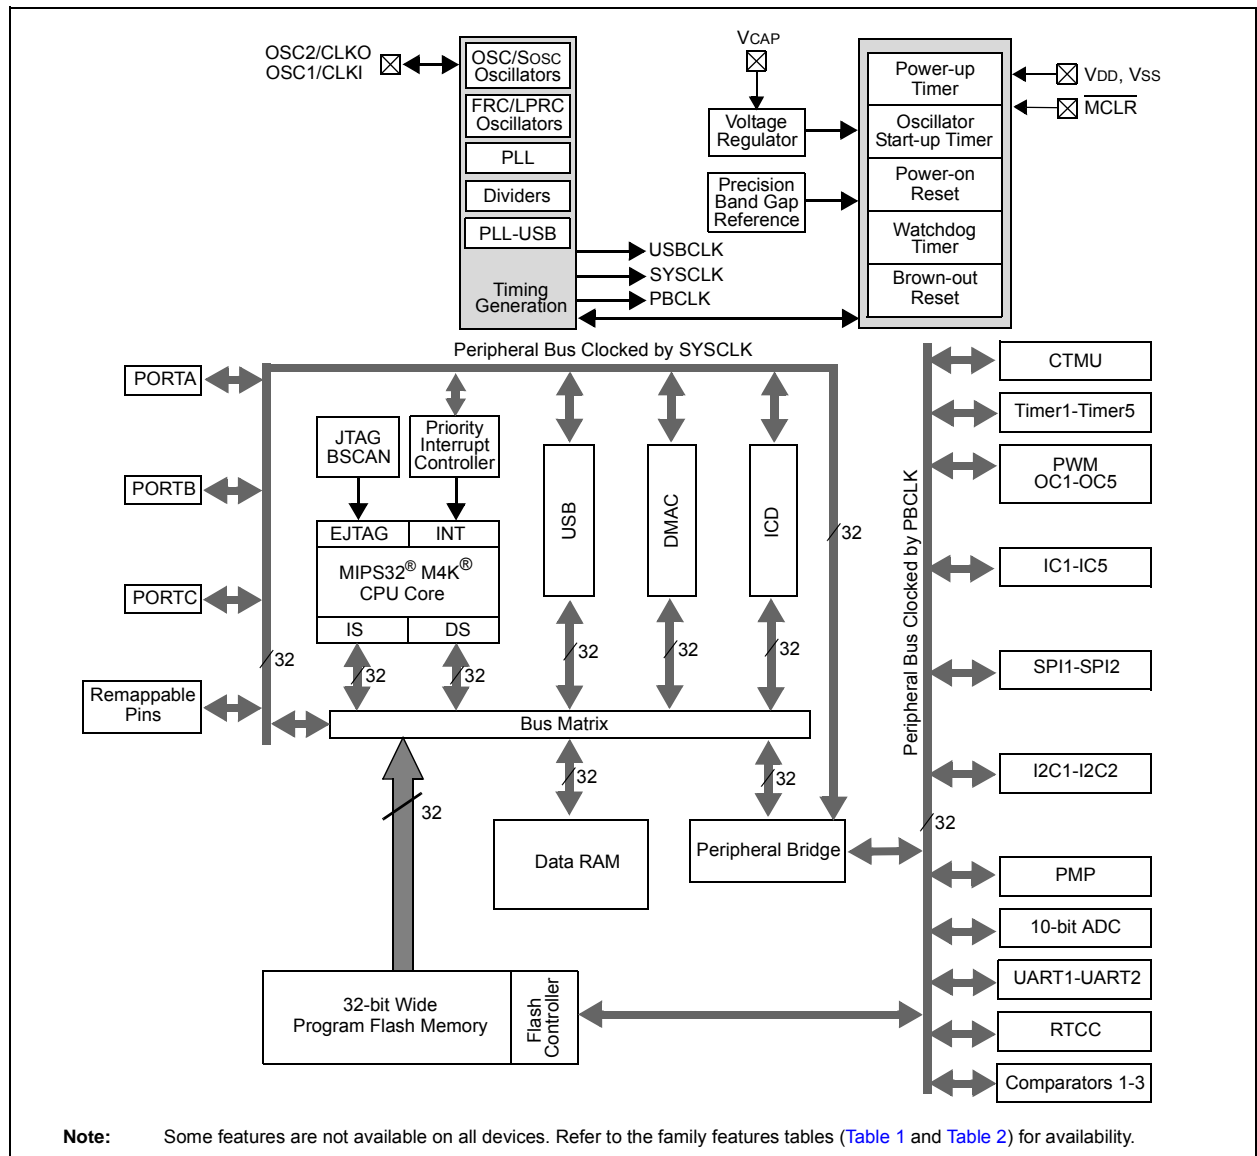 OSC2/CLKO
OSC1/CLKI
OSC/SOSC
Oscillators
FRC/LPRC
Oscillators
PLL
Dividers
PLL-USB
Timing
Generation
USBCLK
SYSCLK
PBCLK
VCAP
Voltage
Regulator
Precision
Band Gap
Reference
Power-up
Timer
Oscillator
Start-up Timer
Power-on
Reset
Watchdog
Timer
Brown-out
Reset
VDD, VSS
MCLR
Peripheral Bus Clocked by SYSCLK
PORTA
PORTB
PORTC
Remappable
Pins
32
JTAG
BSCAN
Priority
Interrupt
Controller
EJTAG
INT
MIPS32® M4K®
CPU Core
IS
DS
32
32
USB
32
DMAC
32
ICD
32
32
Bus Matrix
32
32
32
Data RAM
Peripheral Bridge
32-bit Wide
Program Flash Memory
Flash
Controller
Peripheral Bus Clocked by PBCLK
32
CTMU
Timer1-Timer5
PWM
OC1-OC5
IC1-IC5
SPI1-SPI2
I2C1-I2C2
PMP
10-bit ADC
UART1-UART2
RTCC
Comparators 1-3
Note: Some features are not available on all devices. Refer to the family features tables (Table 1 and Table 2) for availability.